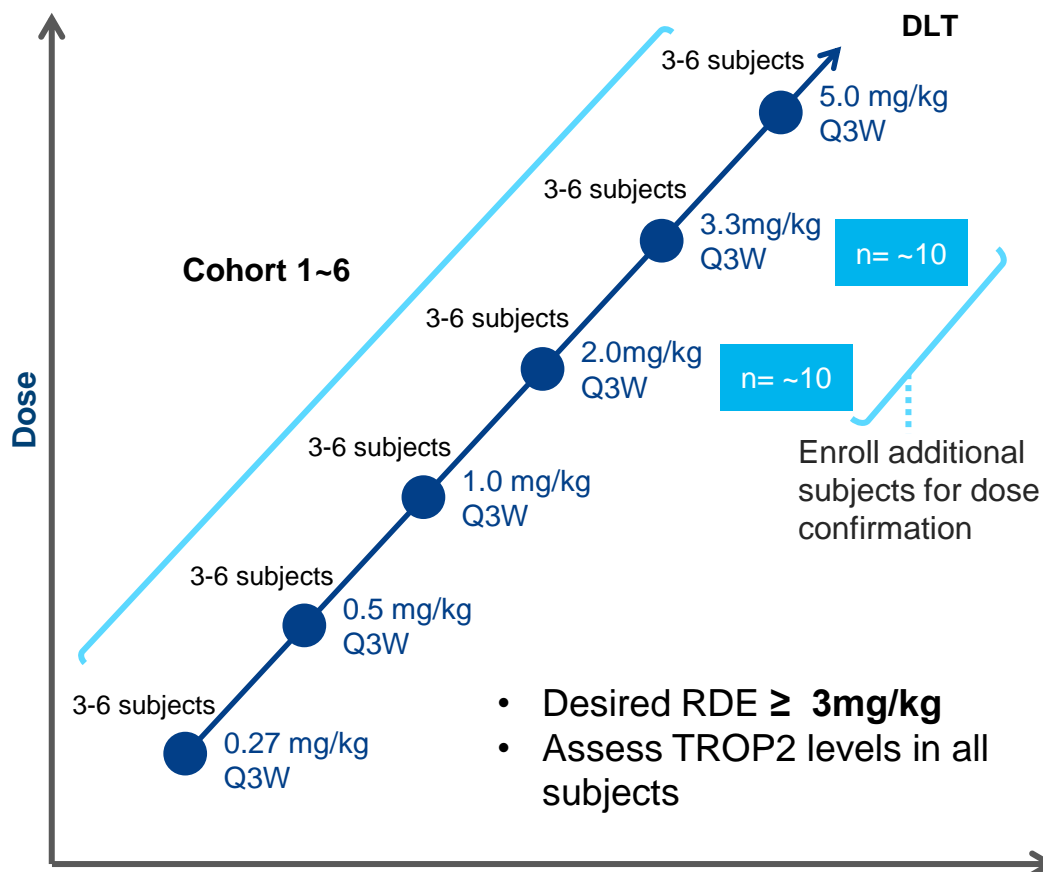 DLT
3-6 subjects
5.0 mg/kg
Q3W
3-6 subjects
3.3mg/kg
Q3W
n= ~10
Cohort 1~6
3-6 subjects
2.0mg/kg
Q3W
n= ~10
Dose
3-6 subjects
1.0 mg/kg
Q3W
Enroll additional
subjects for dose
confirmation
3-6 subjects
0.5 mg/kg
Q3W
3-6 subjects
0.27 mg/kg
Q3W
• Desired RDE ≥ 3mg/kg
• Assess TROP2 levels in all
subjects